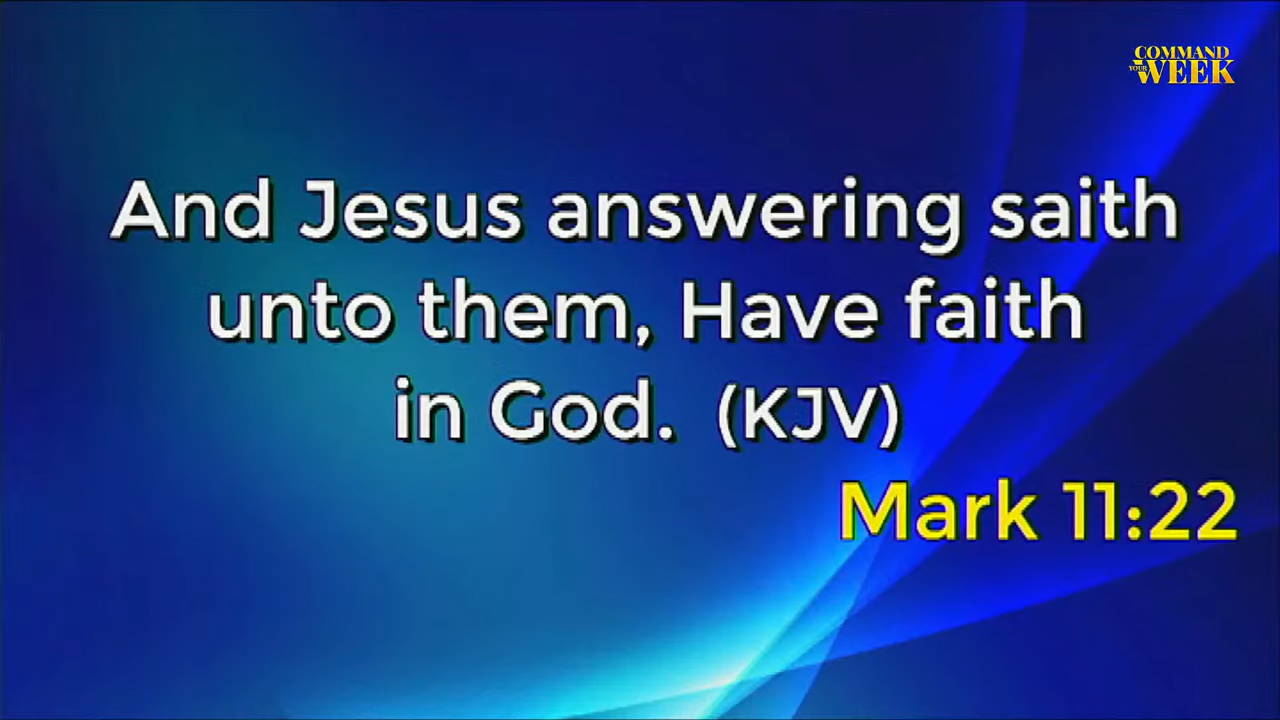 COMMAND
YOUR WEEK
And Jesus answering saith
unto them, Have faith
in God. (KJV)
Mark 11:22